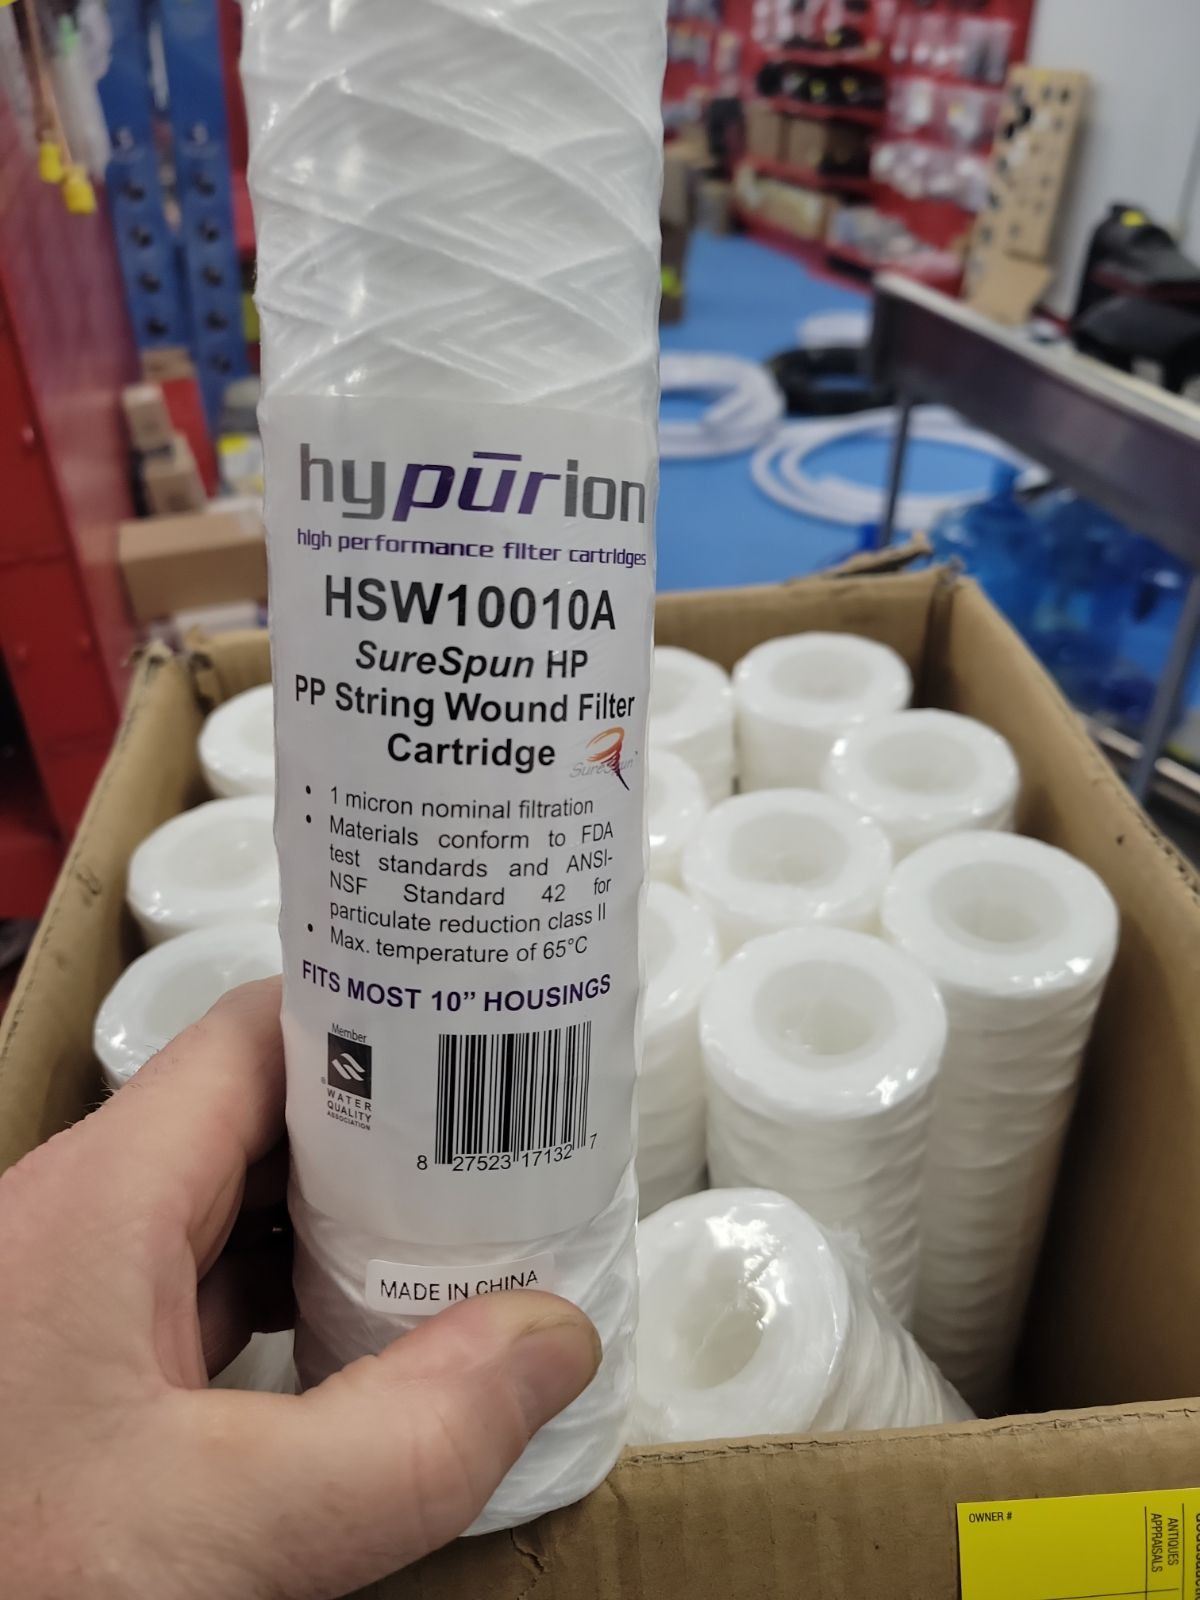 hypūrion
high performance filter cartridges
HSW10010A
SureSpun HP
PP String Wound Filter
Cartridge
SureSpun
• 1 micron nominal filtration
• Materials conform to FDA
test standards and ANSI-
NSF Standard 42 for
particulate reduction class II
• Max. temperature of 65°C
FITS MOST 10" HOUSINGS
Member
WATER
QUALITY
ASSOCIATION
8 27523 17132 7
MADE IN CHINA
OWNER #
ANTIQUES
APPRAISALS